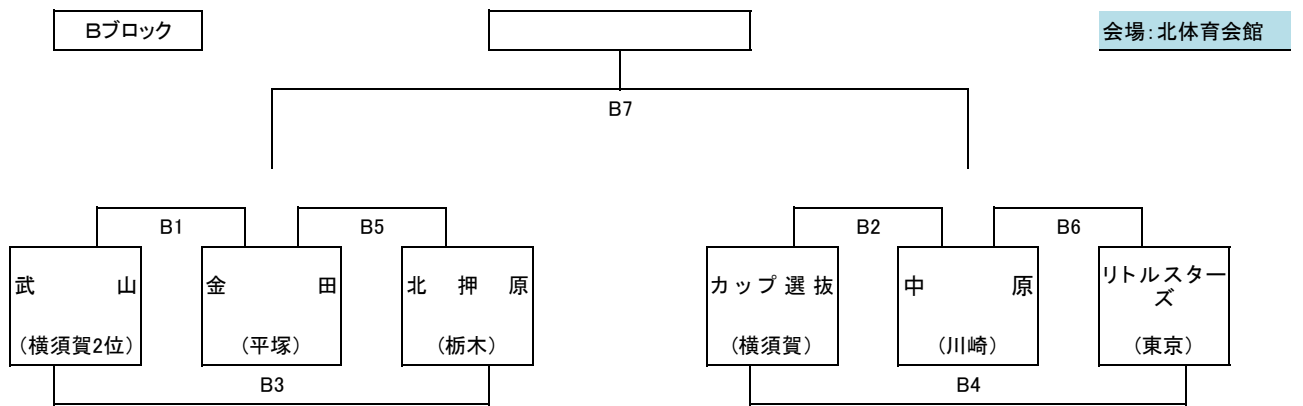 Bブロック
会場:北体育会館
B7
B1
B5
B2
B6
武山
金田
北押原
カップ選抜
中原
リトルスター
ズ
(横須賀2位)
(平塚)
(栃木)
(横須賀)
(川崎)
(東京)
B3
B4